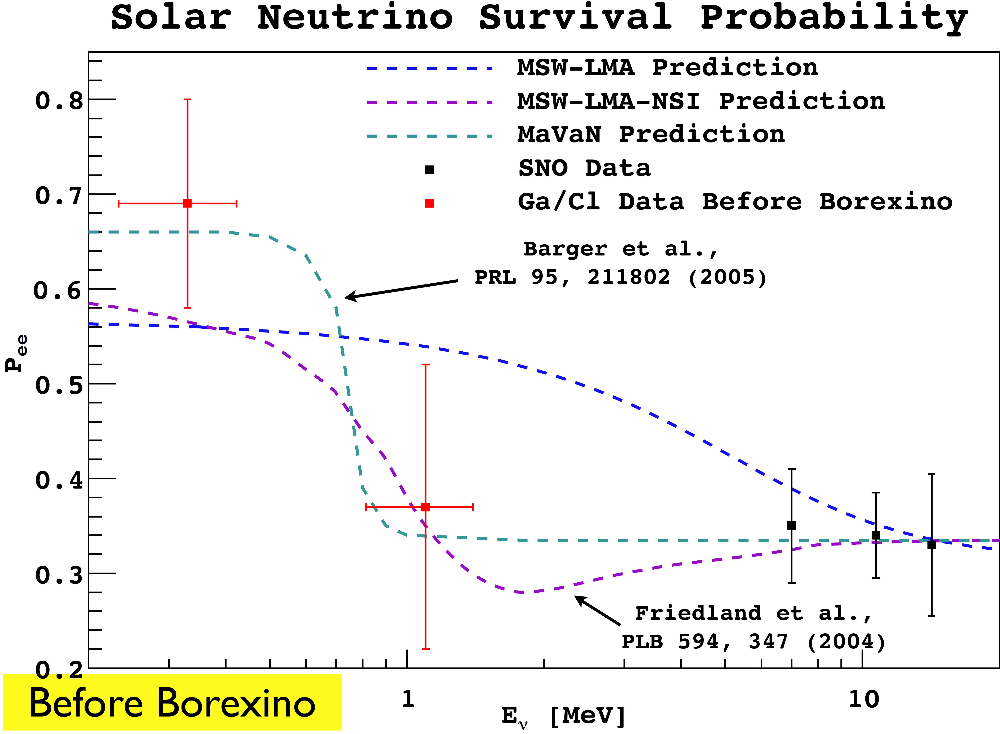 Solar Neutrino Survival Probability
MSW-LMA Prediction
MSW-LMA-NSI Prediction
MaVaN Prediction
SNO Data
Ga/Cl Data Before Borexino
Barger et al.,
PRL 95, 211802 (2005)
Friedland et al.,
PLB 594, 347 (2004)
0.8
0.7
0.6
0.5
0.4
0.3
0.2
Pee
1
10
Eν [MeV]
Before Borexino